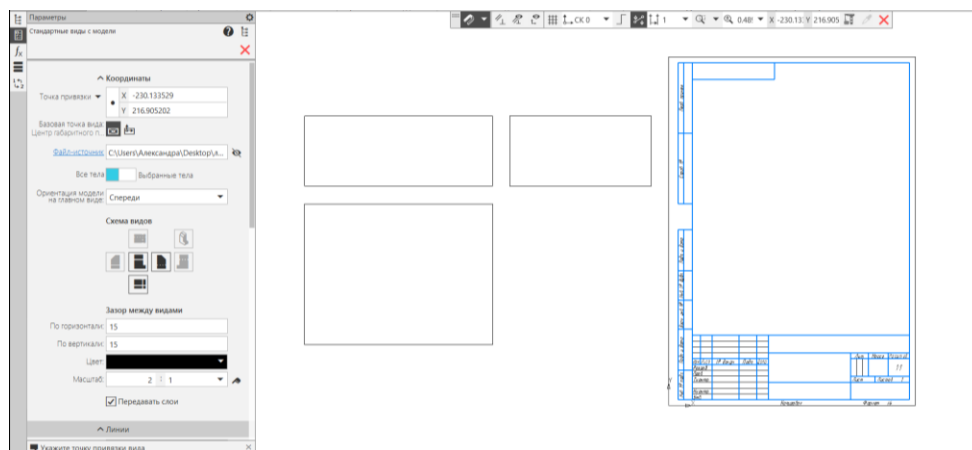 Параметры
Стандартные виды с модели
Координаты
Точка привязки
X -230.133529
Y 216.905202
Базовая точка вида:
Центр габаритного п...
Файл-источник: C:\Users\Александра\Desktop\л...
Все тела Выбранные тела
Ориентация модели на главном виде: Спереди
Схема видов
Зазор между видами
По горизонтали: 15
По вертикали: 15
Цвет:
Масштаб: 2 : 1
Передавать слои
Линии
Укажите точку привязки вида
СК 0 1 0.48 X -230.13 Y 216.905